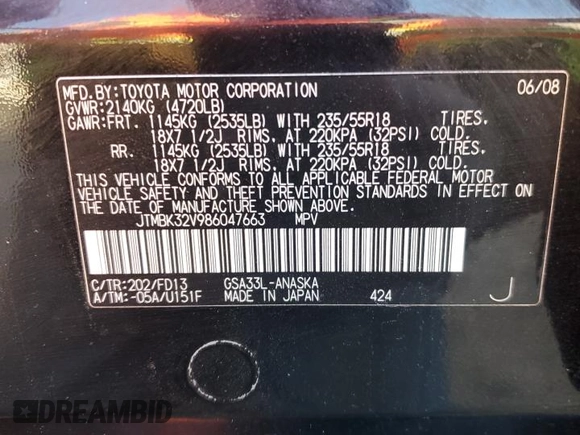 MFD.BY:TOYOTA MOTOR CORPORATION 06/08
GVWR:2140KG (4720LB)
GAWR:FRT. 1145KG (2535LB) WITH 235/55R18 TIRES,
18X7 1/2J RIMS, AT 220KPA (32PSI) COLD.
RR. 1145KG (2535LB) WITH 235/55R18 TIRES,
18X7 1/2J RIMS, AT 220KPA (32PSI) COLD.
THIS VEHICLE CONFORMS TO ALL APPLICABLE FEDERAL MOTOR
VEHICLE SAFETY AND THEFT PREVENTION STANDARDS IN EFFECT ON
THE DATE OF MANUFACTURE SHOWN ABOVE.
JTMBK32V986047663 MPV
C/TR:202/FD13 GSA33L-ANASKA
A/TM:-05A/U151F MADE IN JAPAN 424 J
DREAMBID